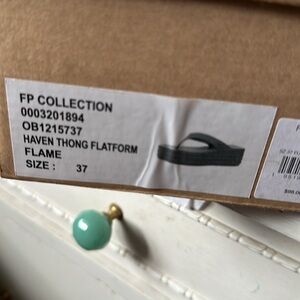 FP COLLECTION
0003201894
OB1215737
HAVEN THONG FLATFORM
FLAME
SIZE : 37